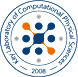 Key Laboratory of Computational Physical Sciences
· 2008 ·